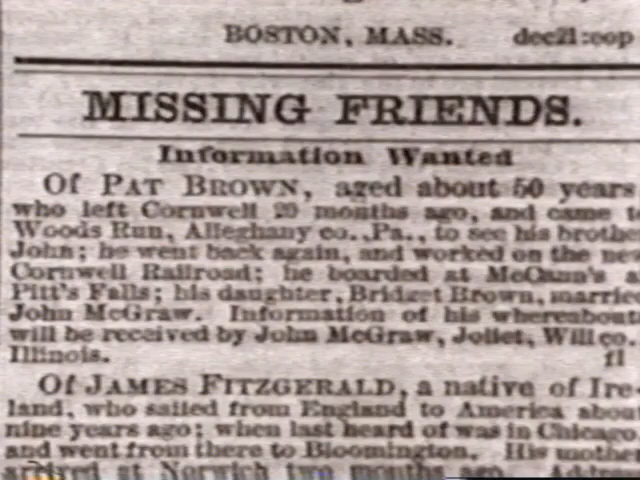 BOSTON, MASS. dec21:eop
MISSING FRIENDS.
Information Wanted
Of PAT BROWN, aged about 50 years
who left Cornwell 20 months ago, and came t
Woods Run, Alleghany co., Pa., to see his brothe
John; he went back again, and worked on the new
Cornwell Railroad; he boarded at McCann's a
Pitt's Falls; his daughter, Bridget Brown, marrie
John McGraw. Information of his whereabout
will be received by John McGraw, Joliet, Will co.
Illinois. f1
Of JAMES FITZGERALD, a native of Ire
land, who sailed from England to America abou
nine years ago; when last heard of was in Chicago
and went from there to Bloomington. His mother
arrived at Norwich two months ago.